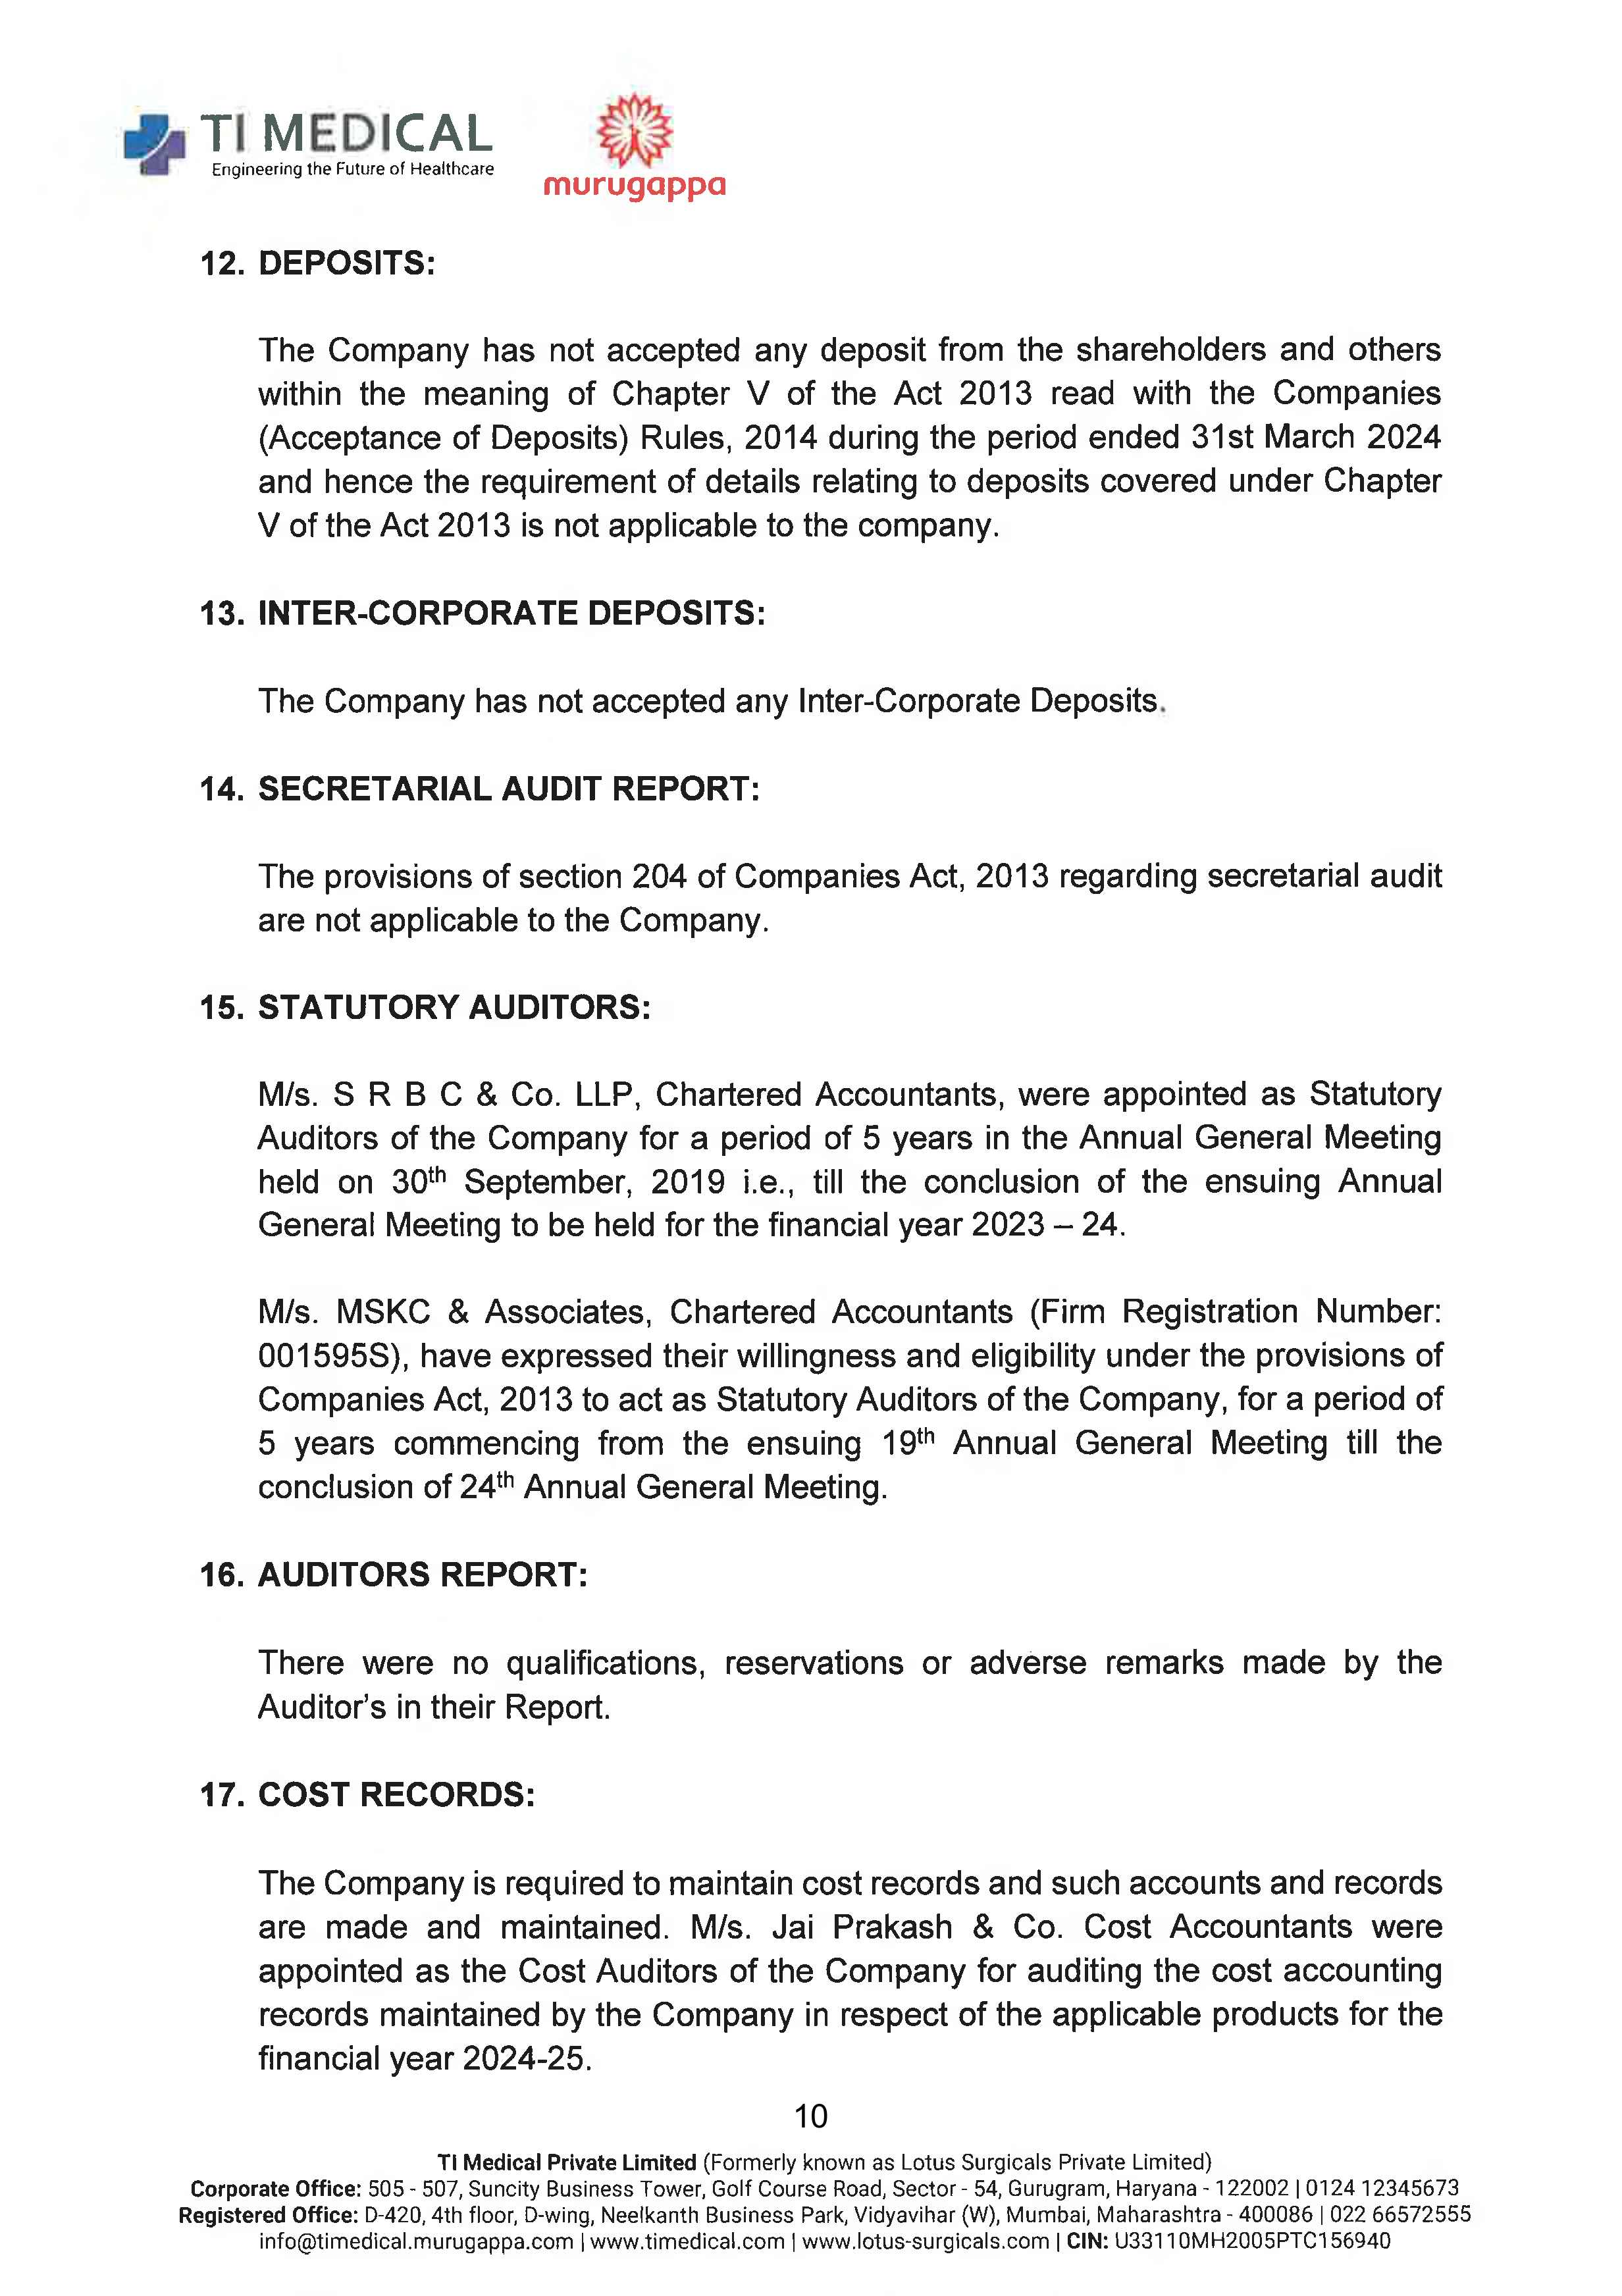 TI MEDICAL
Engineering the Future of Healthcare
murugappa
12. DEPOSITS:
The Company has not accepted any deposit from the shareholders and others
within the meaning of Chapter V of the Act 2013 read with the Companies
(Acceptance of Deposits) Rules, 2014 during the period ended 31st March 2024
and hence the requirement of details relating to deposits covered under Chapter
V of the Act 2013 is not applicable to the company.
13. INTER-CORPORATE DEPOSITS:
The Company has not accepted any Inter-Corporate Deposits.
14. SECRETARIAL AUDIT REPORT:
The provisions of section 204 of Companies Act, 2013 regarding secretarial audit
are not applicable to the Company.
15. STATUTORY AUDITORS:
M/s. S R B C & Co. LLP, Chartered Accountants, were appointed as Statutory
Auditors of the Company for a period of 5 years in the Annual General Meeting
held on 30th September, 2019 i.e., till the conclusion of the ensuing Annual
General Meeting to be held for the financial year 2023 – 24.
M/s. MSKC & Associates, Chartered Accountants (Firm Registration Number:
001595S), have expressed their willingness and eligibility under the provisions of
Companies Act, 2013 to act as Statutory Auditors of the Company, for a period of
5 years commencing from the ensuing 19th Annual General Meeting till the
conclusion of 24th Annual General Meeting.
16. AUDITORS REPORT:
There were no qualifications, reservations or adverse remarks made by the
Auditor's in their Report.
17. COST RECORDS:
The Company is required to maintain cost records and such accounts and records
are made and maintained. M/s. Jai Prakash & Co. Cost Accountants were
appointed as the Cost Auditors of the Company for auditing the cost accounting
records maintained by the Company in respect of the applicable products for the
financial year 2024-25.
10
TI Medical Private Limited (Formerly known as Lotus Surgicals Private Limited)
Corporate Office: 505 - 507, Suncity Business Tower, Golf Course Road, Sector - 54, Gurugram, Haryana - 122002 | 0124 12345673
Registered Office: D-420, 4th floor, D-wing, Neelkanth Business Park, Vidyavihar (W), Mumbai, Maharashtra - 400086 | 022 66572555
info@timedical.murugappa.com | www.timedical.com | www.lotus-surgicals.com | CIN: U33110MH2005PTC156940